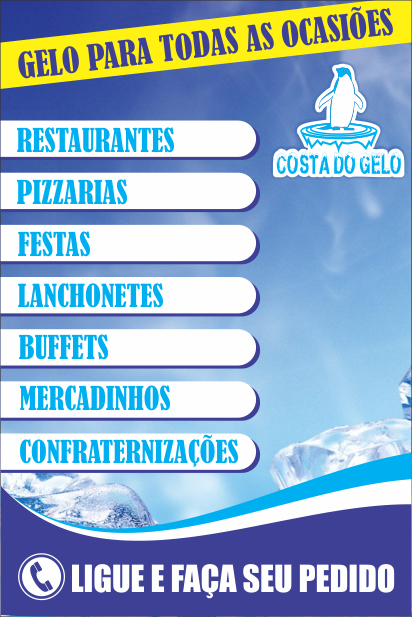 GELO PARA TODAS AS OCASIÕES
COSTA DO GELO
RESTAURANTES
PIZZARIAS
FESTAS
LANCHONETES
BUFFETS
MERCADINHOS
CONFRATERNIZAÇÕES
LIGUE E FAÇA SEU PEDIDO